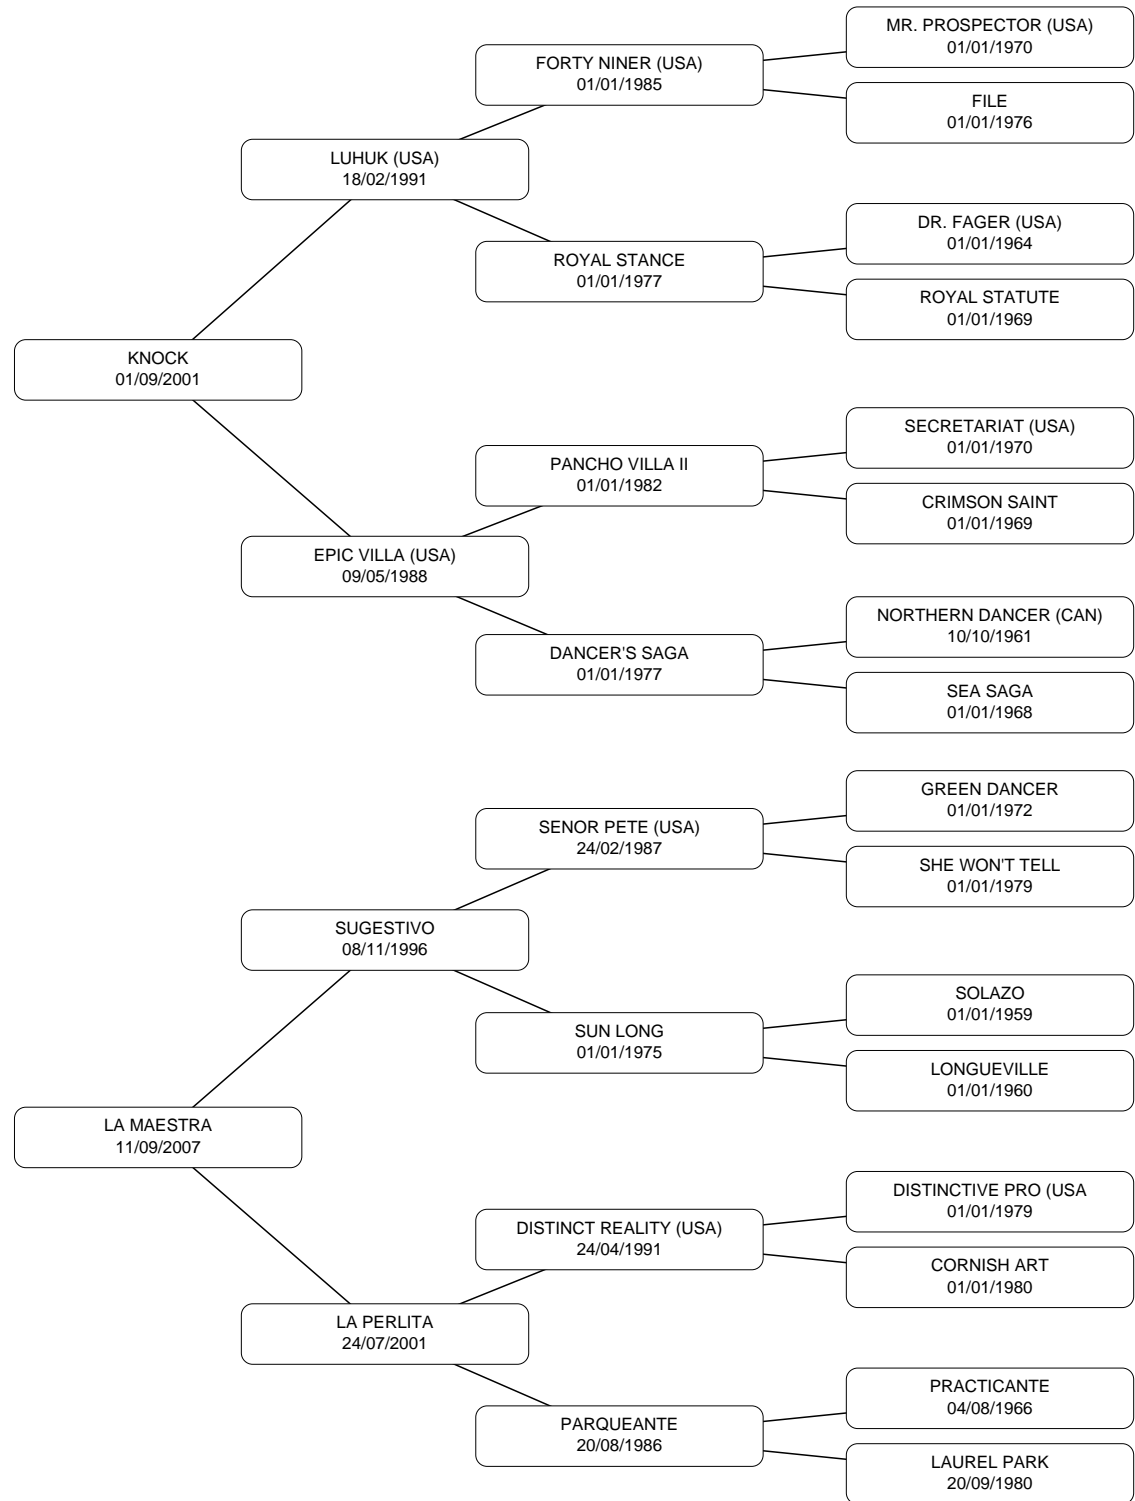 MR. PROSPECTOR (USA)
01/01/1970
FORTY NINER (USA)
01/01/1985
FILE
01/01/1976
LUHUK (USA)
18/02/1991
DR. FAGER (USA)
01/01/1964
ROYAL STANCE
01/01/1977
ROYAL STATUTE
01/01/1969
KNOCK
01/09/2001
SECRETARIAT (USA)
01/01/1970
PANCHO VILLA II
01/01/1982
CRIMSON SAINT
01/01/1969
EPIC VILLA (USA)
09/05/1988
NORTHERN DANCER (CAN)
10/10/1961
DANCER'S SAGA
01/01/1977
SEA SAGA
01/01/1968
GREEN DANCER
01/01/1972
SENOR PETE (USA)
24/02/1987
SHE WON'T TELL
01/01/1979
SUGESTIVO
08/11/1996
SOLAZO
01/01/1959
SUN LONG
01/01/1975
LONGUEVILLE
01/01/1960
LA MAESTRA
11/09/2007
DISTINCTIVE PRO (USA
01/01/1979
DISTINCT REALITY (USA)
24/04/1991
CORNISH ART
01/01/1980
LA PERLITA
24/07/2001
PRACTICANTE
04/08/1966
PARQUEANTE
20/08/1986
LAUREL PARK
20/09/1980